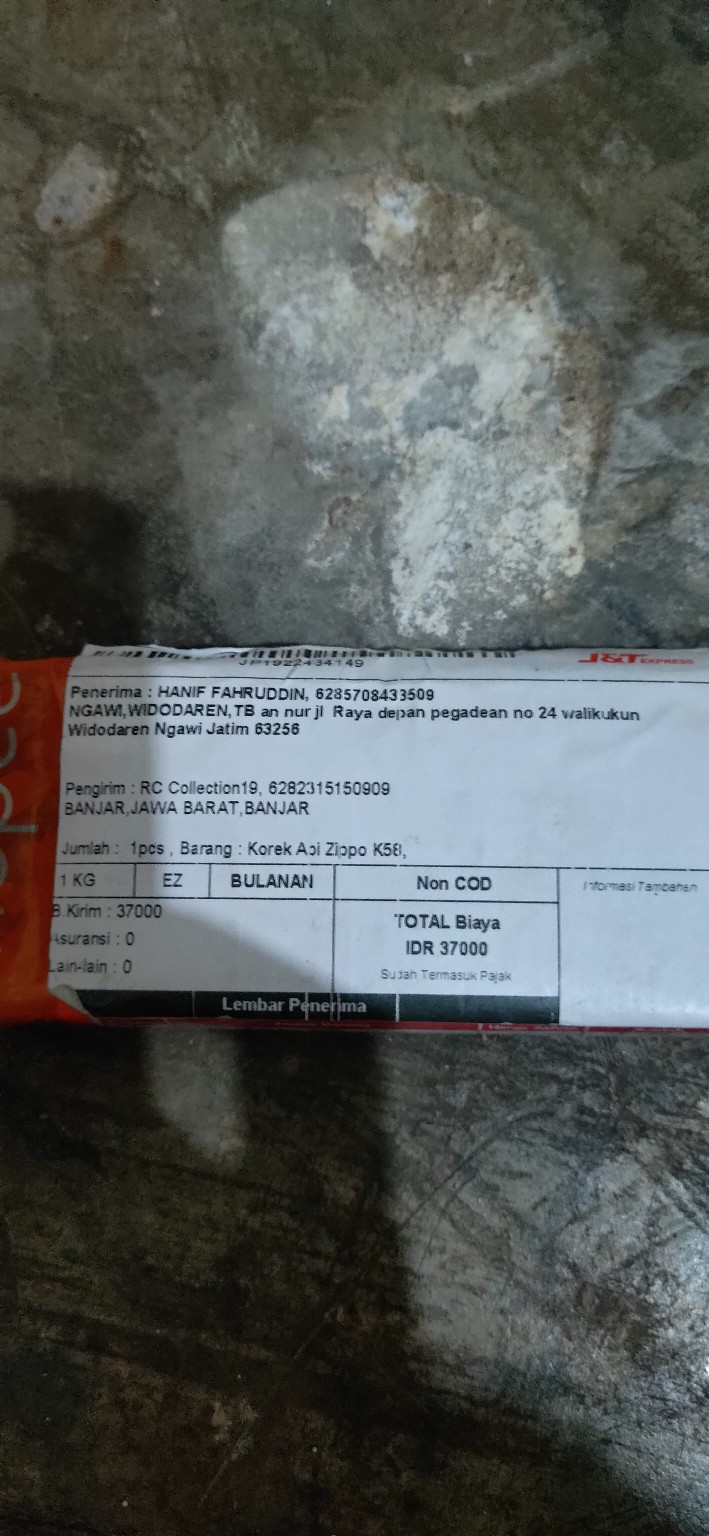 JP1922434149
J&T EXPRESS
Penerima : HANIF FAHRUDDIN, 6285708433509
NGAWI,WIDODAREN,TB an nur jl Raya depan pegadean no 24 walikukun
Widodaren Ngawi Jatim 63256
Pengirim : RC Collection19, 6282315150909
BANJAR,JAWA BARAT,BANJAR
Jumlah : 1pcs , Barang : Korek Api Zippo K58,
1 KG EZ BULANAN Non COD Informasi Tambahan
B.Kirim : 37000
Asuransi : 0
Lain-lain : 0
TOTAL Biaya
IDR 37000
Sudah Termasuk Pajak
Lembar Penerima